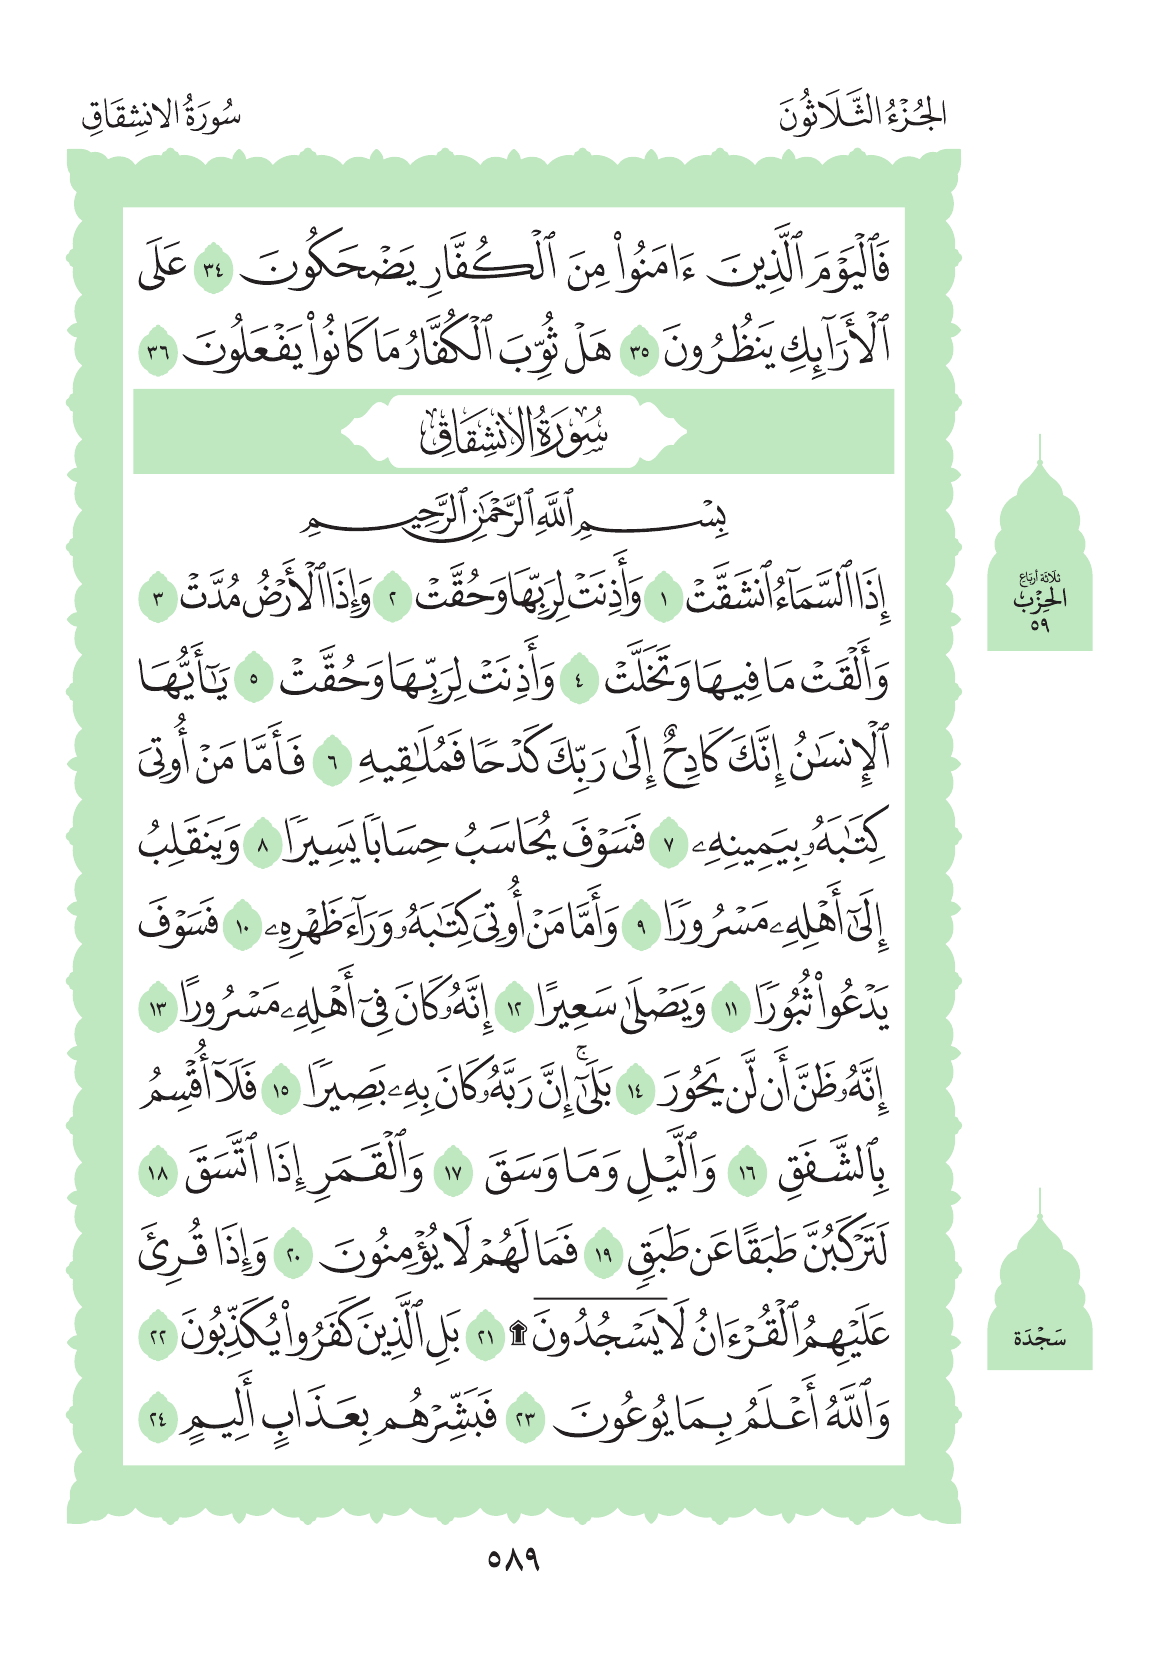 الجُزْءُ الثَّلَاثُونَ
سُورَةُ الانشِقَاقِ
فَٱلْيَوْمَ ٱلَّذِينَ ءَامَنُواْ مِنَ ٱلْكُفَّارِ يَضْحَكُونَ ٣٤ عَلَى
ٱلْأَرَآئِكِ يَنظُرُونَ ٣٥ هَلْ ثُوِّبَ ٱلْكُفَّارُ مَا كَانُواْ يَفْعَلُونَ ٣٦
سُورَةُ الانشِقَاقِ
بِسْمِ ٱللَّهِ ٱلرَّحْمَٰنِ ٱلرَّحِيمِ
إِذَا ٱلسَّمَآءُ ٱنشَقَّتْ ١ وَأَذِنَتْ لِرَبِّهَا وَحُقَّتْ ٢ وَإِذَا ٱلْأَرْضُ مُدَّتْ ٣
وَأَلْقَتْ مَا فِيهَا وَتَخَلَّتْ ٤ وَأَذِنَتْ لِرَبِّهَا وَحُقَّتْ ٥ يَٰٓأَيُّهَا
ٱلْإِنسَٰنُ إِنَّكَ كَادِحٌ إِلَىٰ رَبِّكَ كَدْحًا فَمُلَٰقِيهِ ٦ فَأَمَّا مَنْ أُوتِيَ
كِتَٰبَهُۥ بِيَمِينِهِۦ ٧ فَسَوْفَ يُحَاسَبُ حِسَابًا يَسِيرًا ٨ وَيَنقَلِبُ
إِلَىٰٓ أَهْلِهِۦ مَسْرُورًا ٩ وَأَمَّا مَنْ أُوتِيَ كِتَٰبَهُۥ وَرَآءَ ظَهْرِهِۦ ١٠ فَسَوْفَ
يَدْعُواْ ثُبُورًا ١١ وَيَصْلَىٰ سَعِيرًا ١٢ إِنَّهُۥ كَانَ فِيٓ أَهْلِهِۦ مَسْرُورًا ١٣
إِنَّهُۥ ظَنَّ أَن لَّن يَحُورَ ١٤ بَلَىٰٓۚ إِنَّ رَبَّهُۥ كَانَ بِهِۦ بَصِيرًا ١٥ فَلَآ أُقْسِمُ
بِٱلشَّفَقِ ١٦ وَٱلَّيْلِ وَمَا وَسَقَ ١٧ وَٱلْقَمَرِ إِذَا ٱتَّسَقَ ١٨
لَتَرْكَبُنَّ طَبَقًا عَن طَبَقٍ ١٩ فَمَا لَهُمْ لَا يُؤْمِنُونَ ٢٠ وَإِذَا قُرِئَ
عَلَيْهِمُ ٱلْقُرْءَانُ لَا يَسْجُدُونَ ۩ ٢١ بَلِ ٱلَّذِينَ كَفَرُواْ يُكَذِّبُونَ ٢٢
وَٱللَّهُ أَعْلَمُ بِمَا يُوعُونَ ٢٣ فَبَشِّرْهُم بِعَذَابٍ أَلِيمٍ ٢٤
ثَلَاثَة أَربَاع
الحِزْب
٥٩
سَجْدَة
٥٨٩